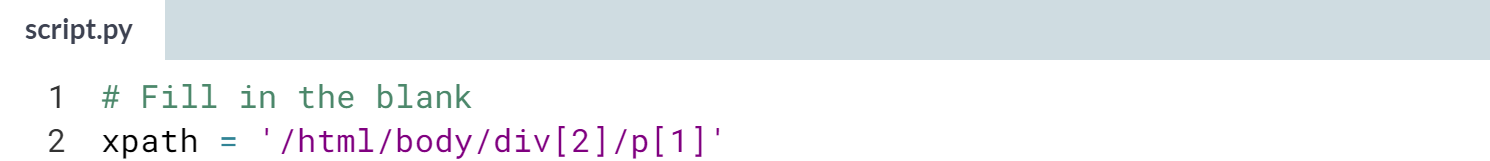 script.py
1 # Fill in the blank
2 xpath = '/html/body/div[2]/p[1]'